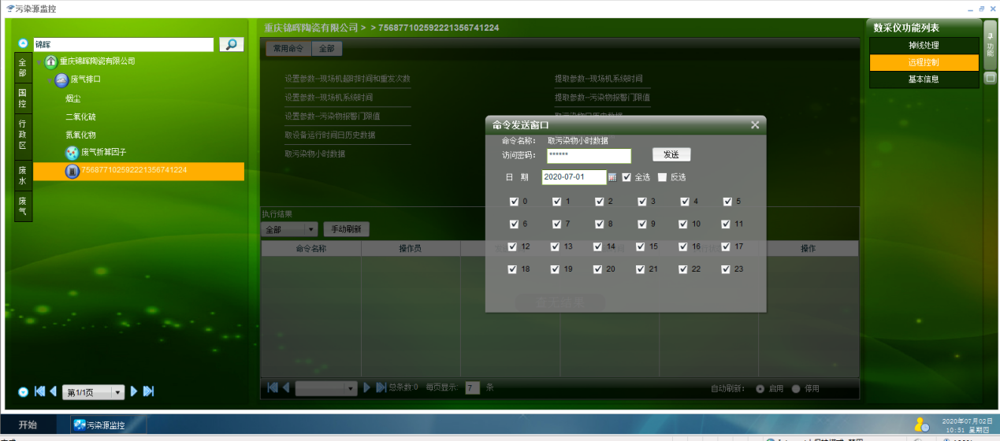 污染源监控
重庆锦晖陶瓷有限公司 > > 756877102592221356741224
数采仪功能列表
锦晖
常用命令 全部
掉线处理
功能
全部
重庆锦晖陶瓷有限公司
远程控制
废气排口
设置参数--现场机超时时间和重发次数
提取参数--现场机系统时间
基本信息
国控
烟尘
设置参数--现场机系统时间
提取参数--污染物报警门限值
二氧化硫
设置参数--污染物报警门限值
取污染物日历史数据
行政区
氮氧化物
取设备运行时间日历史数据
废气折算因子
取污染物小时数据
废水
756877102592221356741224
废气
命令发送窗口
命令名称: 取污染物小时数据
访问密码: ****** 发送
日 期 2020-07-01 全选 反选
0 1 2 3 4 5
6 7 8 9 10 11
12 13 14 15 16 17
18 19 20 21 22 23
执行结果
全部 手动刷新
命令名称 操作员 操作
查无结果
第1/1页
总条数:0 每页显示: 7 条
自动刷新: 启用 停用
开始 污染源监控
2020年07月02日
10:51 星期四